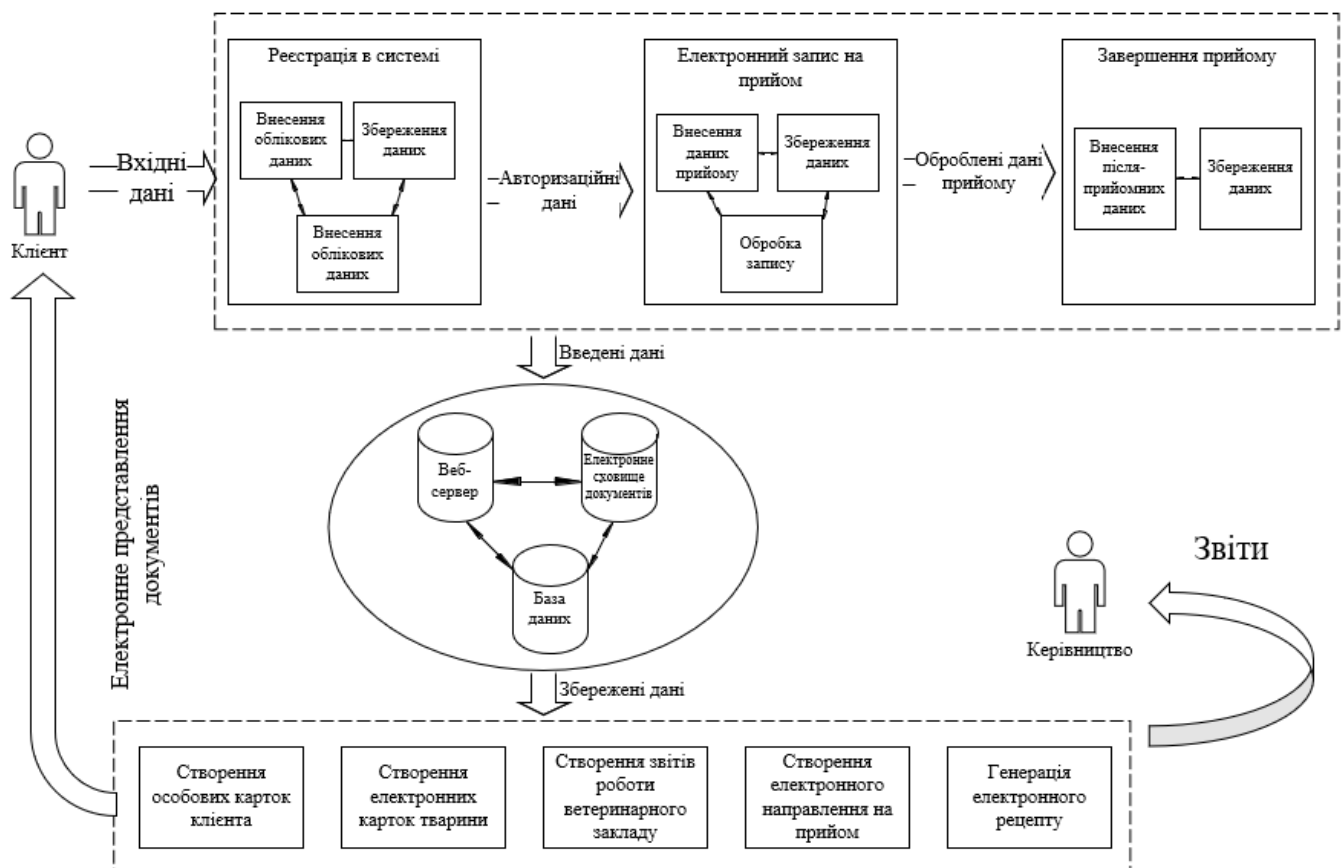 Реєстрація в системі
Внесення
облікових
даних
Збереження
даних
Внесення
облікових
даних
Електронний запис на
прийом
Внесення
даних
прийому
Збереження
даних
Обробка
запису
Завершення прийому
Внесення
після-
прийомних
даних
Збереження
даних
Клієнт
Вхідні
дані
Авторизаційні
дані
Оброблені дані
прийому
Введені дані
Веб-
сервер
Електронне
сховище
документів
База
даних
Збережені дані
Електронне представлення
документів
Звіти
Керівництво
Створення
особових карток
клієнта
Створення
електронних
карток тварини
Створення звітів
роботи
ветеринарного
закладу
Створення
електронного
направлення на
прийом
Генерація
електронного
рецепту